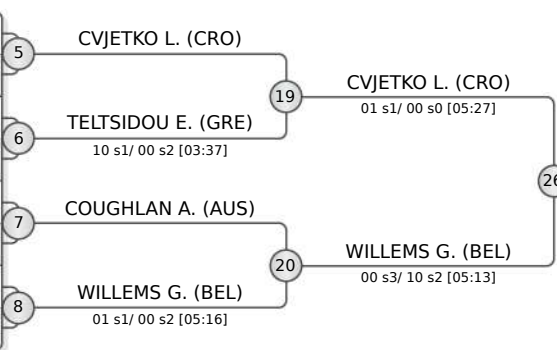 CVJETKO L. (CRO)
5
19
CVJETKO L. (CRO)
01 s1/ 00 s0 [05:27]
TELTSIDOU E. (GRE)
6
10 s1/ 00 s2 [03:37]
26
COUGHLAN A. (AUS)
7
20
WILLEMS G. (BEL)
00 s3/ 10 s2 [05:13]
WILLEMS G. (BEL)
8
01 s1/ 00 s2 [05:16]